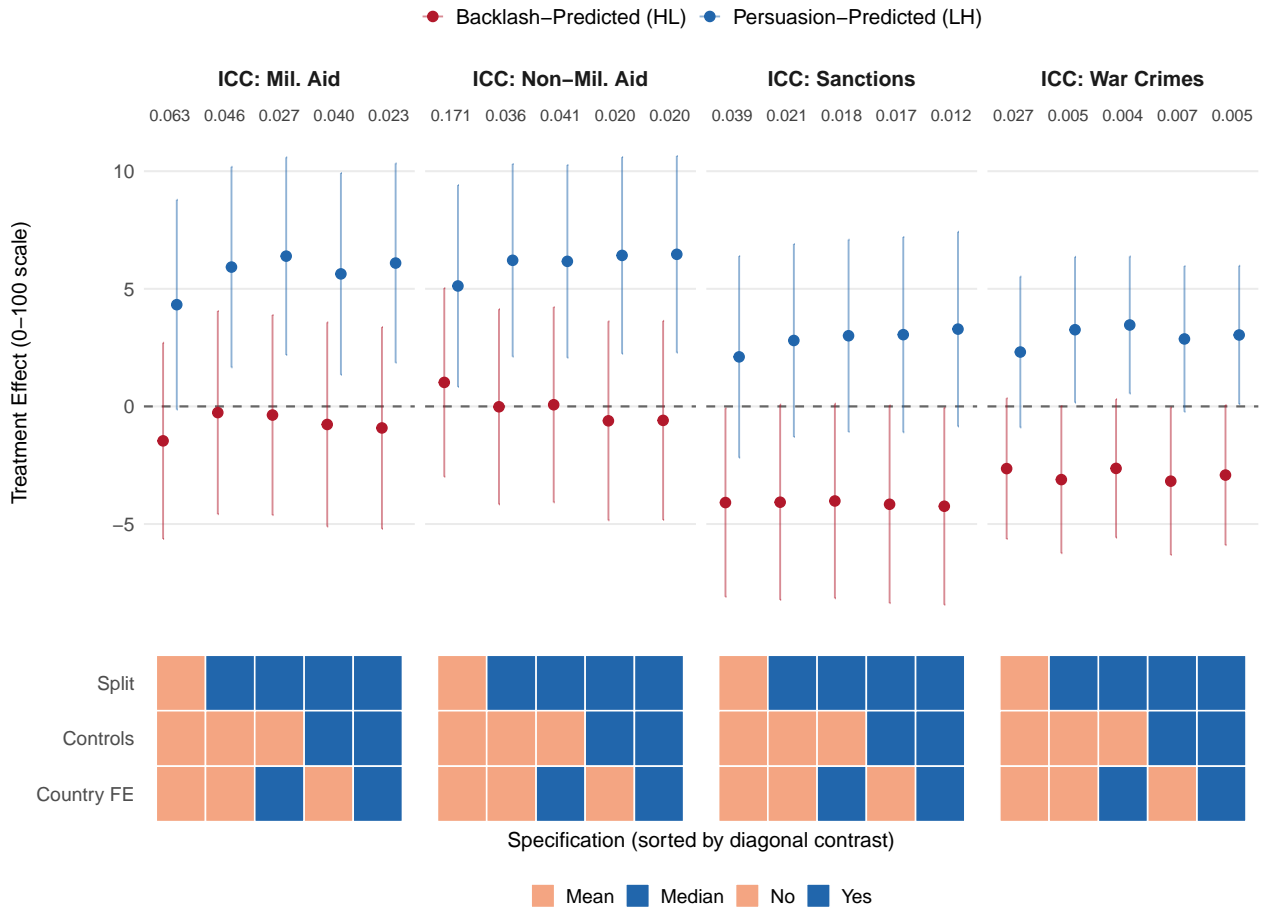 Backlash−Predicted (HL) Persuasion−Predicted (LH)
ICC: Mil. Aid ICC: Non−Mil. Aid ICC: Sanctions ICC: War Crimes
0.063 0.046 0.027 0.040 0.023 0.171 0.036 0.041 0.020 0.020 0.039 0.021 0.018 0.017 0.012 0.027 0.005 0.004 0.007 0.005
Treatment Effect (0−100 scale)
10
5
0
−5
Split
Controls
Country FE
Specification (sorted by diagonal contrast)
Mean Median No Yes